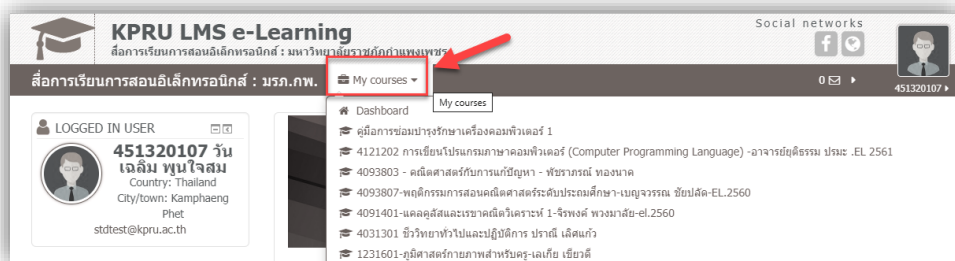 KPRU LMS e-Learning
สื่อการเรียนการสอนอิเล็กทรอนิกส์ : มหาวิทยาลัยราชภัฏกำแพงเพชร
Social networks
สื่อการเรียนการสอนอิเล็กทรอนิกส์ : มรภ.กพ.
My courses
0
451320107
LOGGED IN USER
451320107 วัน
เฉลิม พูนใจสม
Country: Thailand
City/town: Kamphaeng
Phet
stdtest@kpru.ac.th
Dashboard
My courses
คู่มือการซ่อมบำรุงรักษาเครื่องคอมพิวเตอร์ 1
4121202 การเขียนโปรแกรมภาษาคอมพิวเตอร์ (Computer Programming Language) -อาจารย์ยุติธรรม ปรมะ .EL 2561
4093803 - คณิตศาสตร์กับการแก้ปัญหา - พัชราภรณ์ ทองนาค
4093807-พฤติกรรมการสอนคณิตศาสตร์ระดับประถมศึกษา-เบญจวรรณ ชัยปลัด-EL.2560
4091401-แคลคูลัสและเรขาคณิตวิเคราะห์ 1-จิรพงค์ พวงมาลัย-el.2560
4031301 ชีววิทยาทั่วไปและปฏิบัติการ ปราณี เลิศแก้ว
1231601-ภูมิศาสตร์กายภาพสำหรับครู-เลเกีย เขียวดี